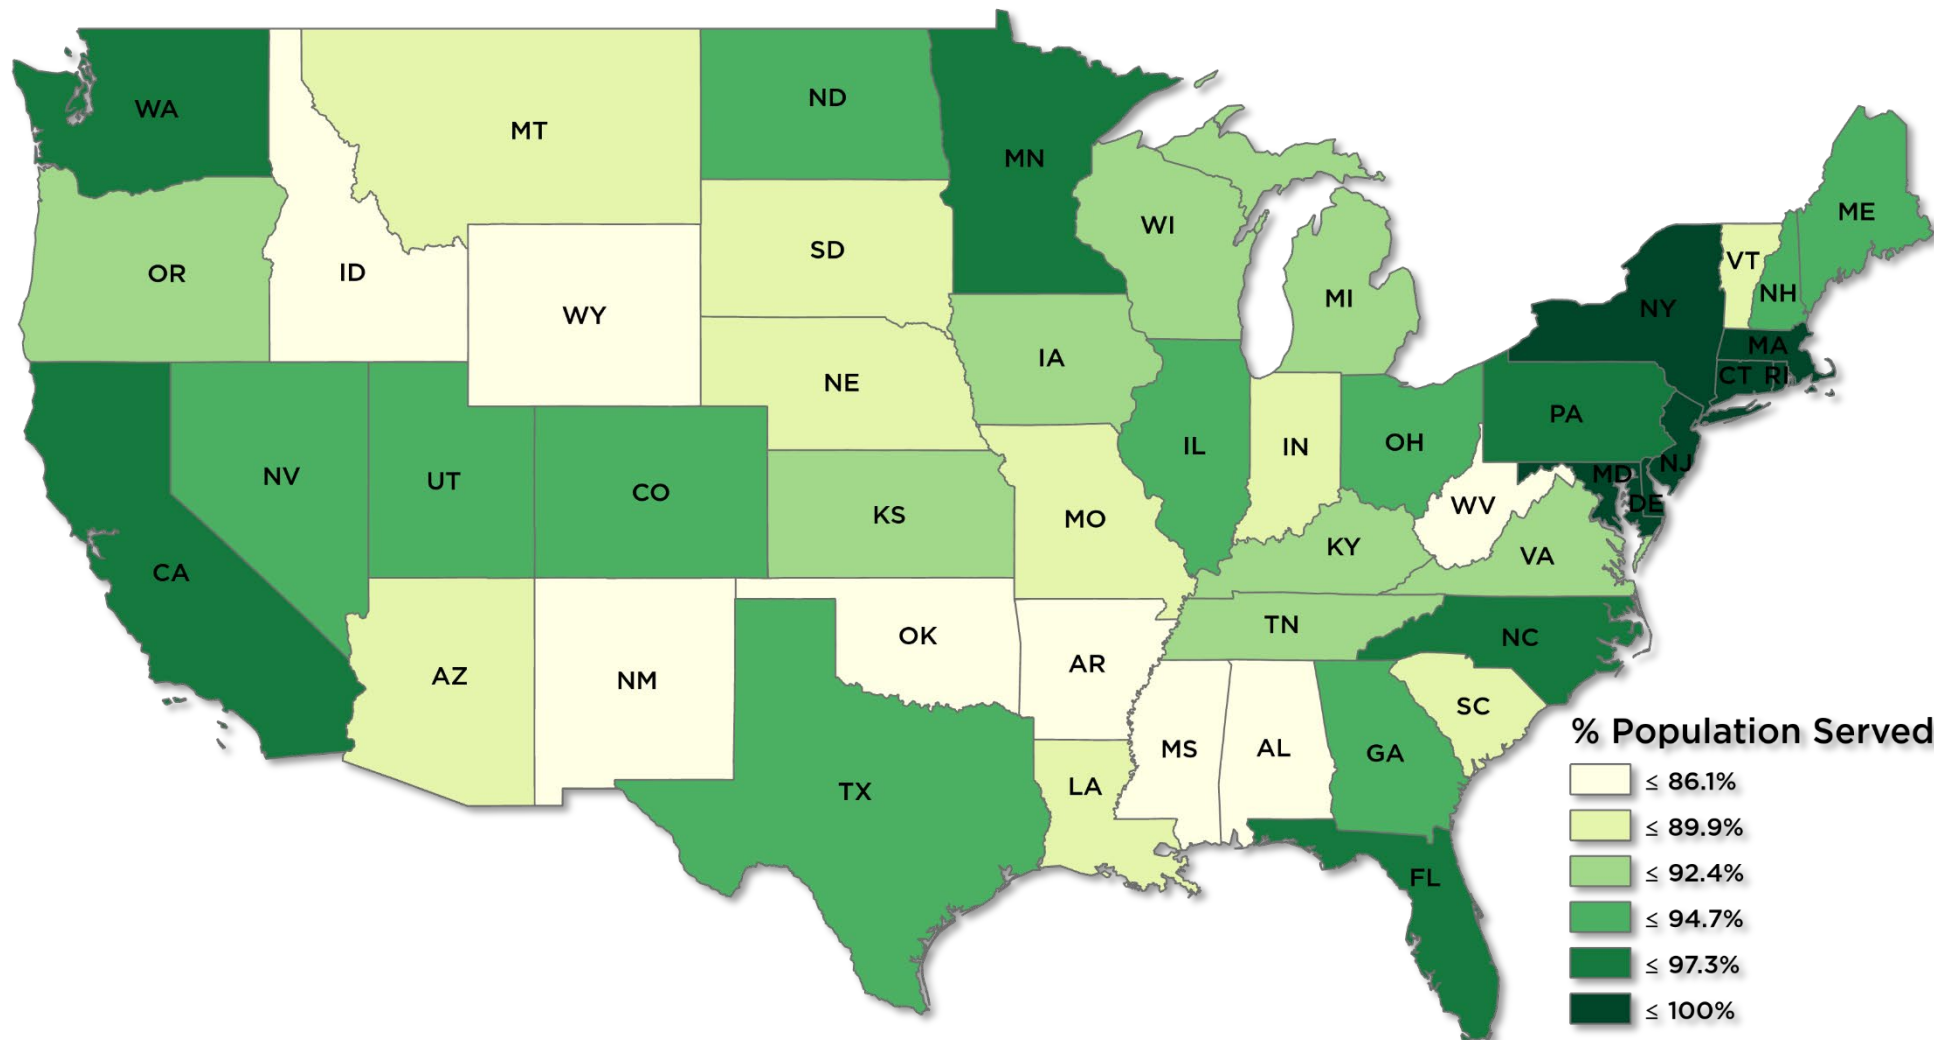 WA
MT
ND
MN
OR
ID
WY
SD
WI
MI
ME
VT
NH
NY
MA
CT RI
IA
NE
PA
NV
UT
CO
KS
MO
IL
IN
OH
NJ
MD
DE
WV
VA
KY
CA
AZ
NM
OK
AR
TN
NC
SC
TX
LA
MS
AL
GA
FL
% Population Served
≤ 86.1%
≤ 89.9%
≤ 92.4%
≤ 94.7%
≤ 97.3%
≤ 100%